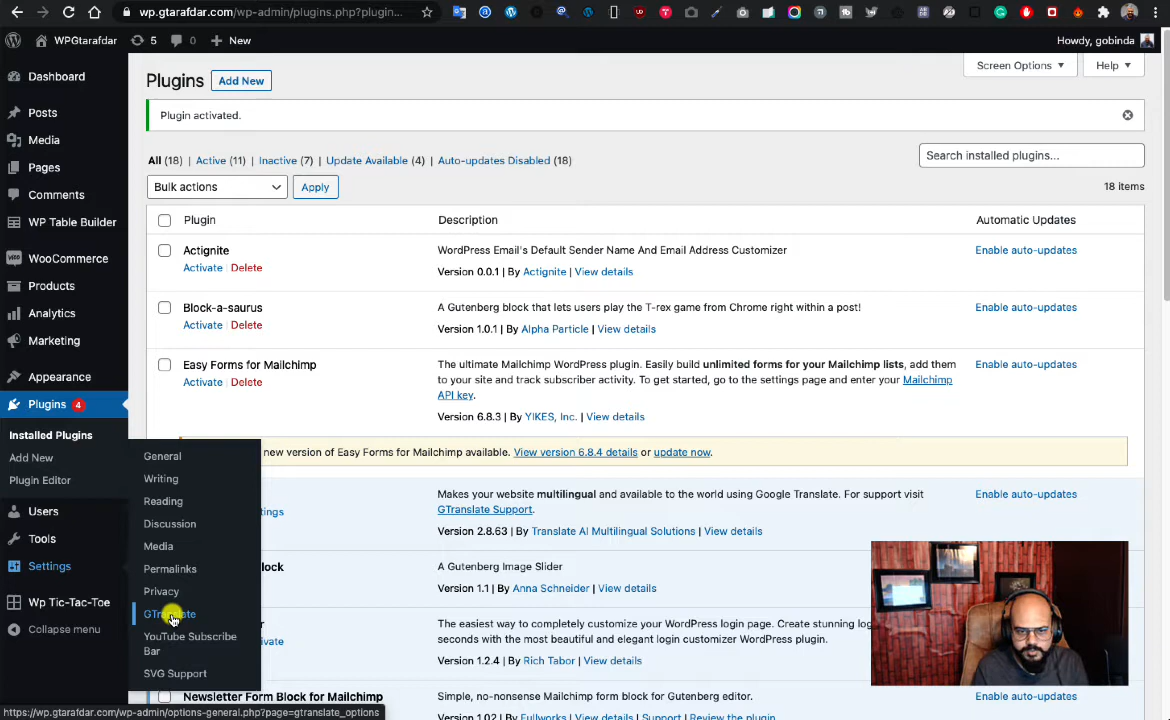 wp.gtarafdar.com/wp-admin/plugins.php?plugin...
WPGtarafdar 5 0 New
Howdy, gobinda
Dashboard
Posts
Media
Pages
Comments
WP Table Builder
WooCommerce
Products
Analytics
Marketing
Appearance
Plugins 4
Installed Plugins
Add New
Plugin Editor
Users
Tools
Settings
Wp Tic-Tac-Toe
Collapse menu
General
Writing
Reading
Discussion
Media
Permalinks
Privacy
GTranslate
YouTube Subscribe
Bar
SVG Support
Screen Options Help
Plugins Add New
Plugin activated.
All (18) | Active (11) | Inactive (7) | Update Available (4) | Auto-updates Disabled (18)
Search installed plugins...
Bulk actions Apply
18 items
Plugin Description Automatic Updates
Actignite WordPress Email's Default Sender Name And Email Address Customizer Enable auto-updates
Activate | Delete Version 0.0.1 | By Actignite | View details
Block-a-saurus A Gutenberg block that lets users play the T-rex game from Chrome right within a post! Enable auto-updates
Activate | Delete Version 1.0.1 | By Alpha Particle | View details
Easy Forms for Mailchimp The ultimate Mailchimp WordPress plugin. Easily build unlimited forms for your Mailchimp lists, add them Enable auto-updates
Activate | Delete to your site and track subscriber activity. To get started, go to the settings page and enter your Mailchimp
API key.
Version 6.8.3 | By YIKES, Inc. | View details
new version of Easy Forms for Mailchimp available. View version 6.8.4 details or update now.
Makes your website multilingual and available to the world using Google Translate. For support visit Enable auto-updates
GTranslate Support.
Version 2.8.63 | By Translate AI Multilingual Solutions | View details
A Gutenberg Image Slider
Version 1.1 | By Anna Schneider | View details
The easiest way to completely customize your WordPress login page. Create stunning
seconds with the most beautiful and elegant login customizer WordPress plugin.
Version 1.2.4 | By Rich Tabor | View details
Newsletter Form Block for Mailchimp Simple, no-nonsense Mailchimp form block for Gutenberg editor. Enable auto-updates
Version 1.02 | By Fullworks | View details | Support | Review the plugin
https://wp.gtarafdar.com/wp-admin/options-general.php?page=gtranslate_options